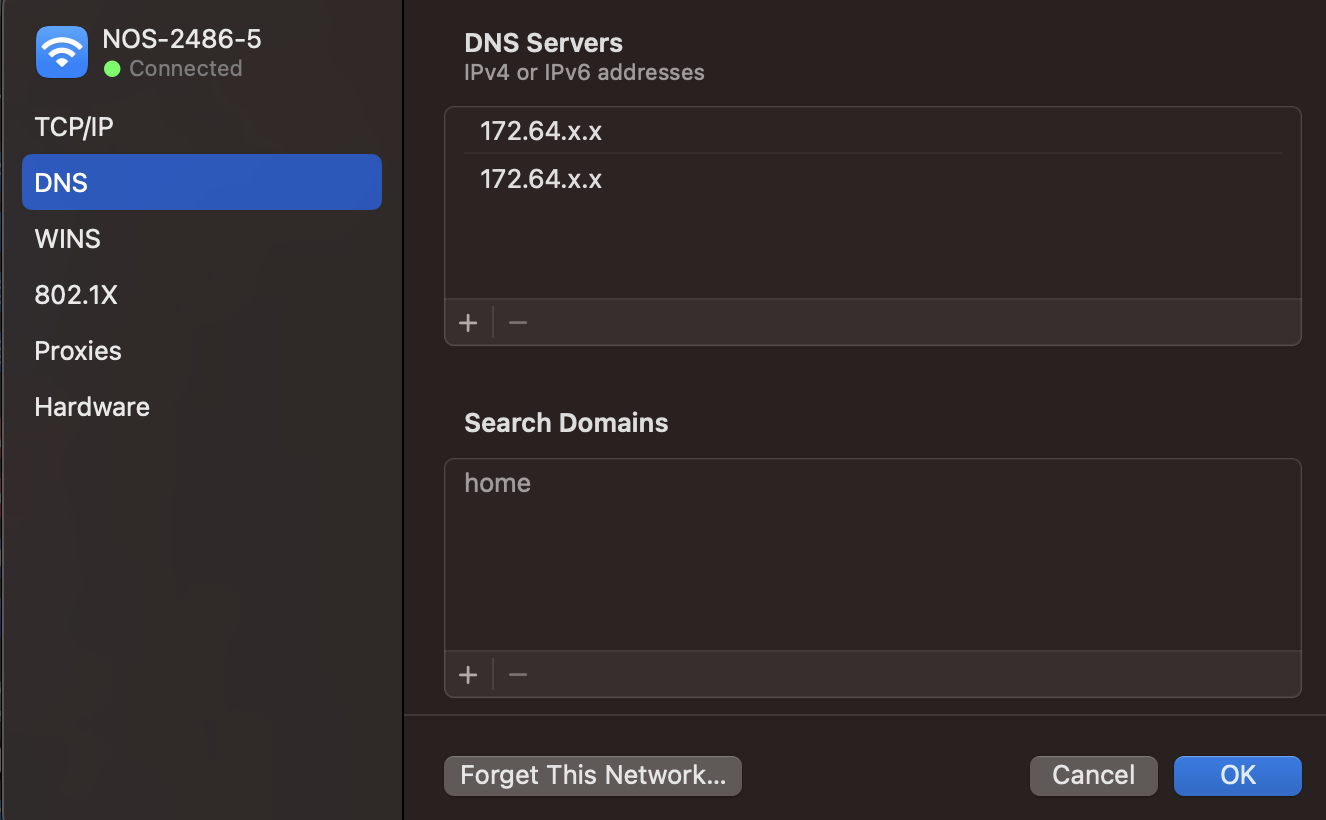 NOS-2486-5
Connected
TCP/IP
DNS
WINS
802.1X
Proxies
Hardware
DNS Servers
IPv4 or IPv6 addresses
172.64.x.x
172.64.x.x
+ −
Search Domains
home
+ −
Forget This Network...
Cancel
OK